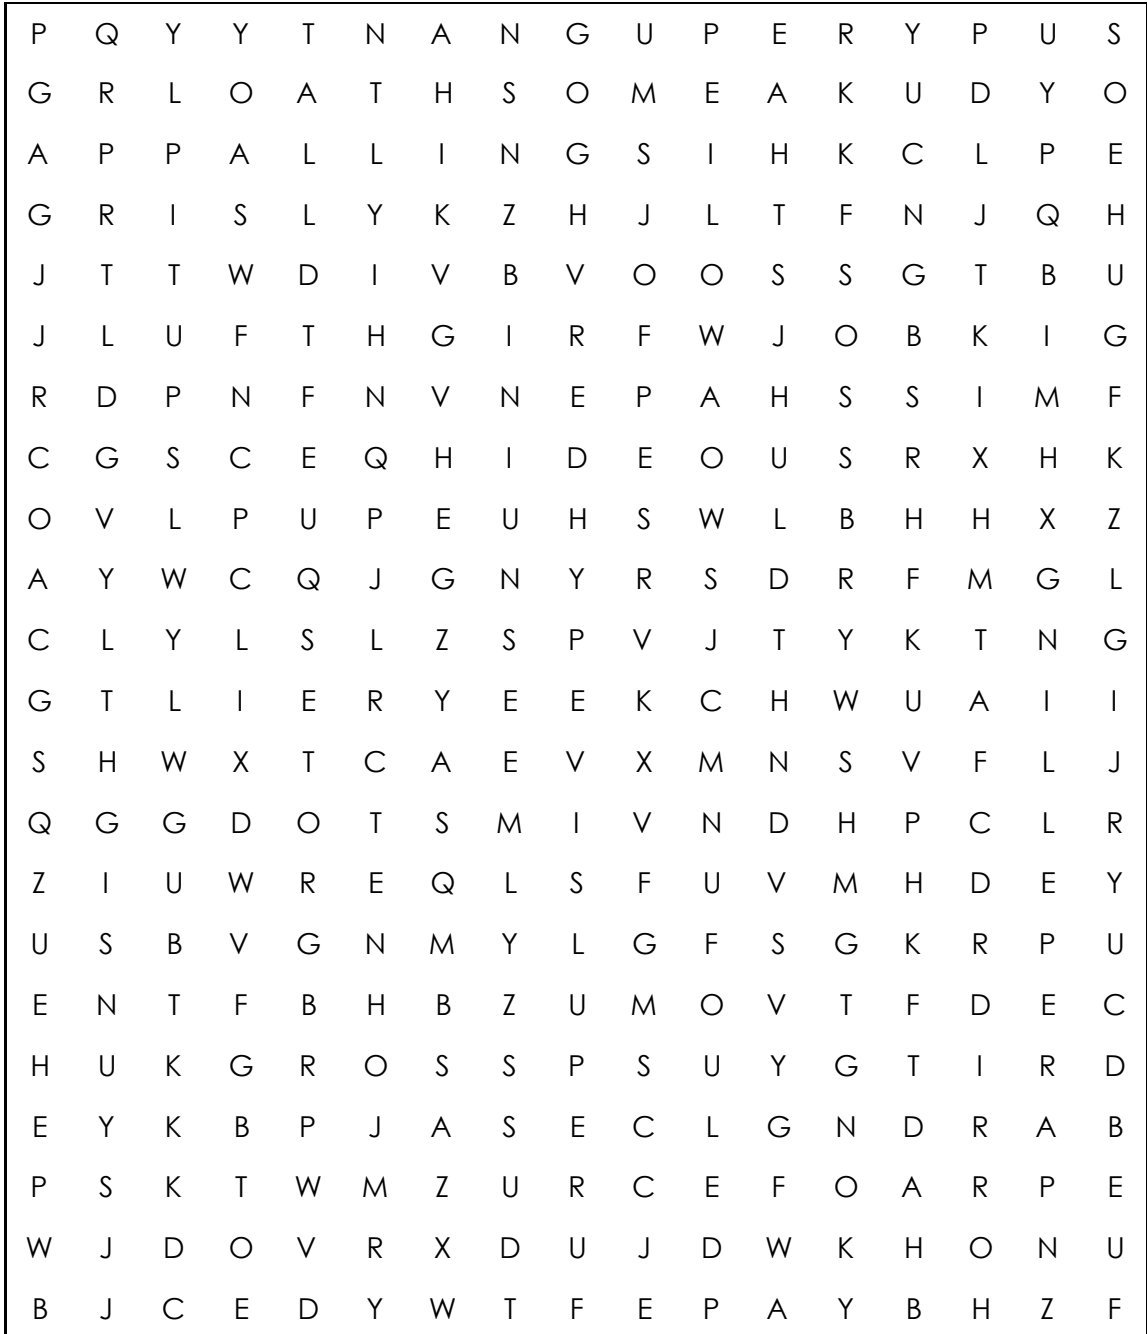 P Q Y Y T N A N G U P E R Y P U S
G R L O A T H S O M E A K U D Y O
A P P A L L I N G S I H K C L P E
G R I S L Y K Z H J L T F N J Q H
J T T W D I V B V O O S S G T B U
J L U F T H G I R F W J O B K I G
R D P N F N V N E P A H S S I M F
C G S C E Q H I D E O U S R X H K
O V L P U P E U H S W L B H H X Z
A Y W C Q J G N Y R S D R F M G L
C L Y L S L Z S P V J T Y K T N G
G T L I E R Y E E K C H W U A I I
S H W X T C A E V X M N S V F L J
Q G G D O T S M I V N D H P C L R
Z I U W R E Q L S F U V M H D E Y
U S B V G N M Y L G F S G K R P U
E N T F B H B Z U M O V T F D E C
H U K G R O S S P S U Y G T I R D
E Y K B P J A S E C L G N D R A B
P S K T W M Z U R C E F O A R P E
W J D O V R X D U J D W K H O N U
B J C E D Y W T F E P A Y B H Z F